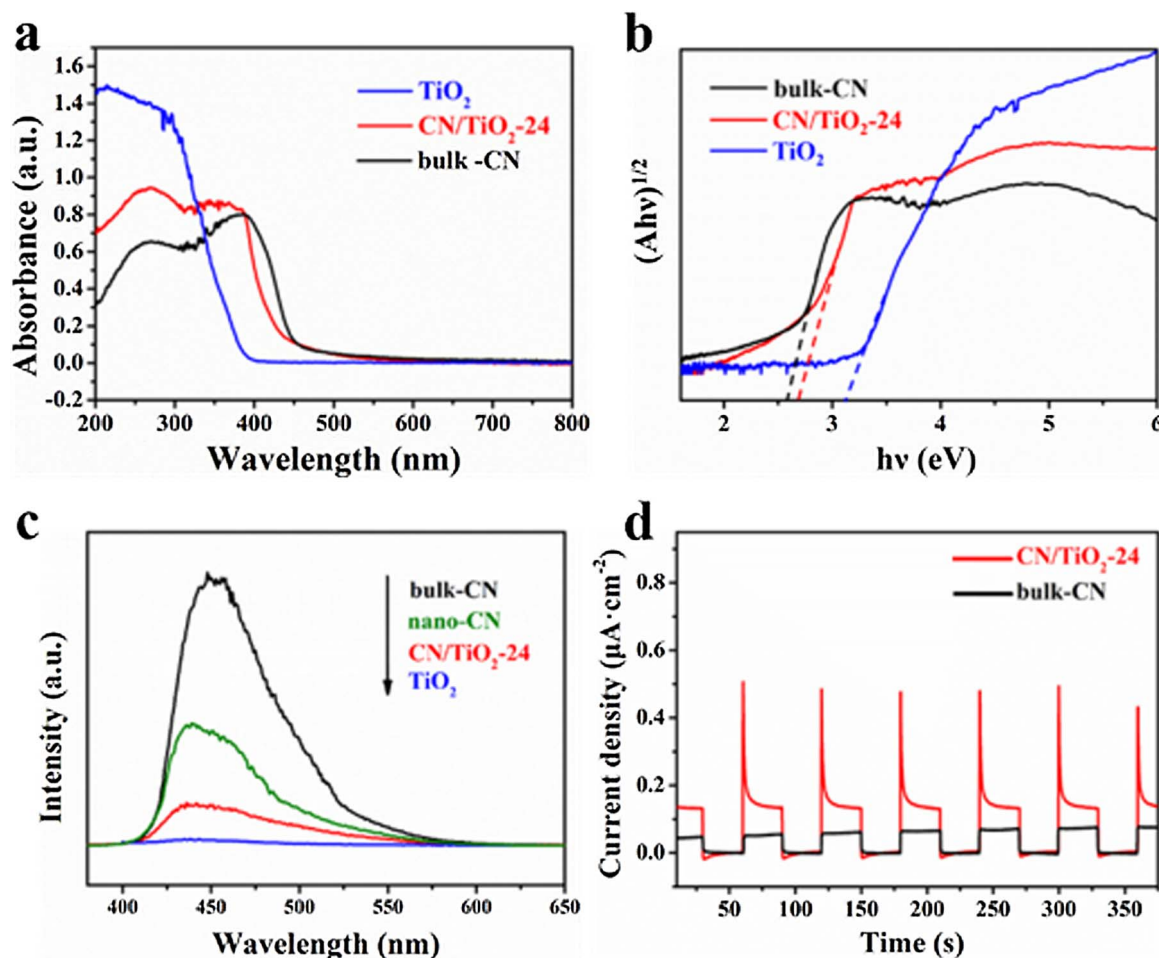 a
1.6
1.4
1.2
1.0
0.8
0.6
0.4
0.2
0.0
-0.2
Absorbance (a.u.)
TiO₂
CN/TiO₂-24
bulk -CN
200 300 400 500 600 700 800
Wavelength (nm)
b
(Ahν)^1/2
bulk-CN
CN/TiO₂-24
TiO₂
2 3 4 5 6
hν (eV)
c
Intensity (a.u.)
bulk-CN
nano-CN
CN/TiO₂-24
TiO₂
400 450 500 550 600 650
Wavelength (nm)
d
Current density (μA·cm⁻²)
0.8
0.6
0.4
0.2
0.0
CN/TiO₂-24
bulk-CN
50 100 150 200 250 300 350
Time (s)